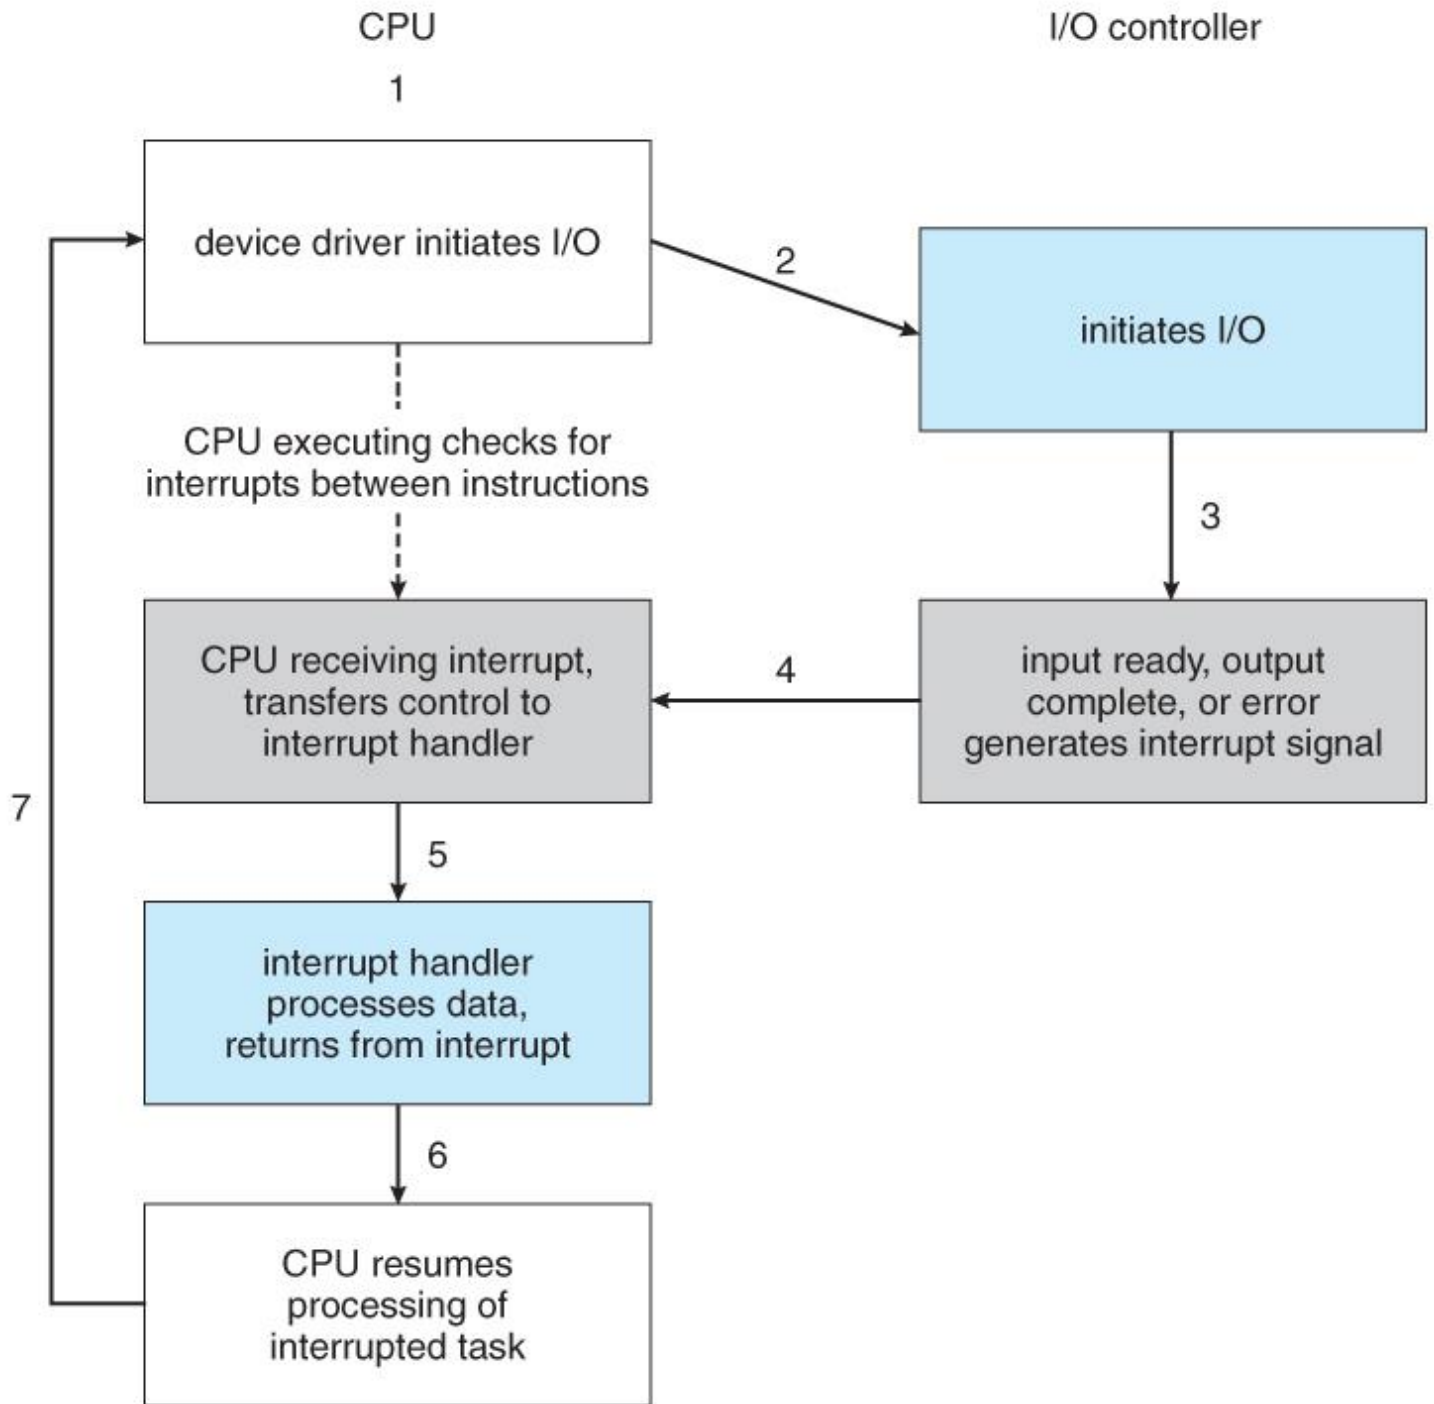 CPU
I/O controller
1
device driver initiates I/O
2
initiates I/O
CPU executing checks for
interrupts between instructions
3
CPU receiving interrupt,
transfers control to
interrupt handler
4
input ready, output
complete, or error
generates interrupt signal
7
5
interrupt handler
processes data,
returns from interrupt
6
CPU resumes
processing of
interrupted task